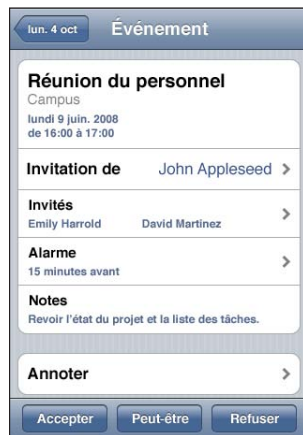 lun. 4 oct Événement
Réunion du personnel
Campus
lundi 9 juin. 2008
de 16:00 à 17:00
Invitation de John Appleseed
Invités
Emily Harrold David Martinez
Alarme
15 minutes avant
Notes
Revoir l'état du projet et la liste des tâches.
Annoter
Accepter Peut-être Refuser